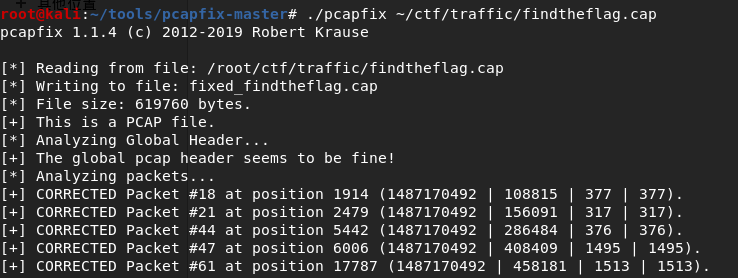 root@kali:~/tools/pcapfix-master# ./pcapfix ~/ctf/traffic/findtheflag.cap
pcapfix 1.1.4 (c) 2012-2019 Robert Krause
[*] Reading from file: /root/ctf/traffic/findtheflag.cap
[*] Writing to file: fixed_findtheflag.cap
[*] File size: 619760 bytes.
[+] This is a PCAP file.
[*] Analyzing Global Header...
[+] The global pcap header seems to be fine!
[*] Analyzing packets...
[+] CORRECTED Packet #18 at position 1914 (1487170492 | 108815 | 377 | 377).
[+] CORRECTED Packet #21 at position 2479 (1487170492 | 156091 | 317 | 317).
[+] CORRECTED Packet #44 at position 5442 (1487170492 | 286484 | 376 | 376).
[+] CORRECTED Packet #47 at position 6006 (1487170492 | 408409 | 1495 | 1495).
[+] CORRECTED Packet #61 at position 17787 (1487170492 | 458181 | 1513 | 1513).